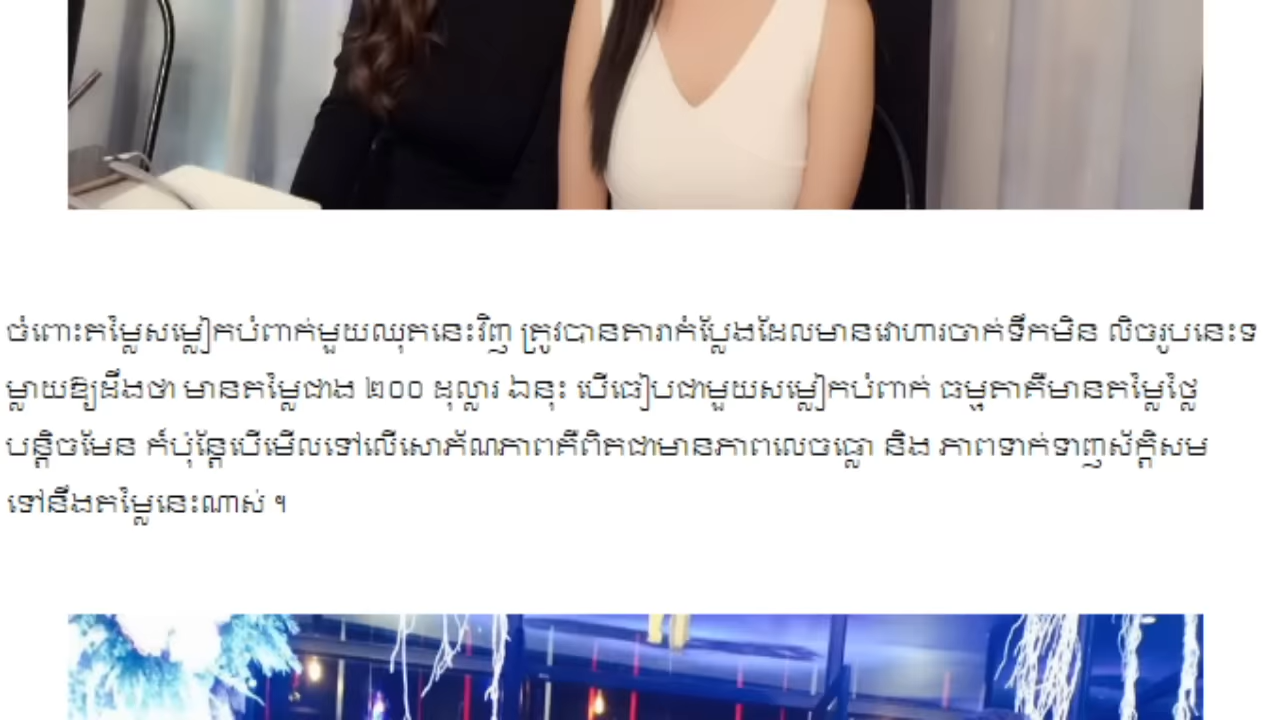 ចំពោះតម្លៃសម្លៀកបំពាក់មួយឈុតនេះវិញ ត្រូវបានតារាកំប្លែងដែលមានវោហារចាក់ទឹកមិន លិចរូបនេះទ
ម្លាយឱ្យដឹងថា មានតម្លៃជាង ២០០ ដុល្លារ ឯនុះ បើធៀបជាមួយសម្លៀកបំពាក់ ធម្មតាគឺមានតម្លៃថ្លៃ
បន្តិចមែន ក៏ប៉ុន្តែបើមើលទៅលើសោភ័ណភាពគឺពិតជាមានភាពលេចធ្លោ និង ភាពទាក់ទាញស័ក្តិសម
ទៅនឹងតម្លៃនេះណាស់ ។